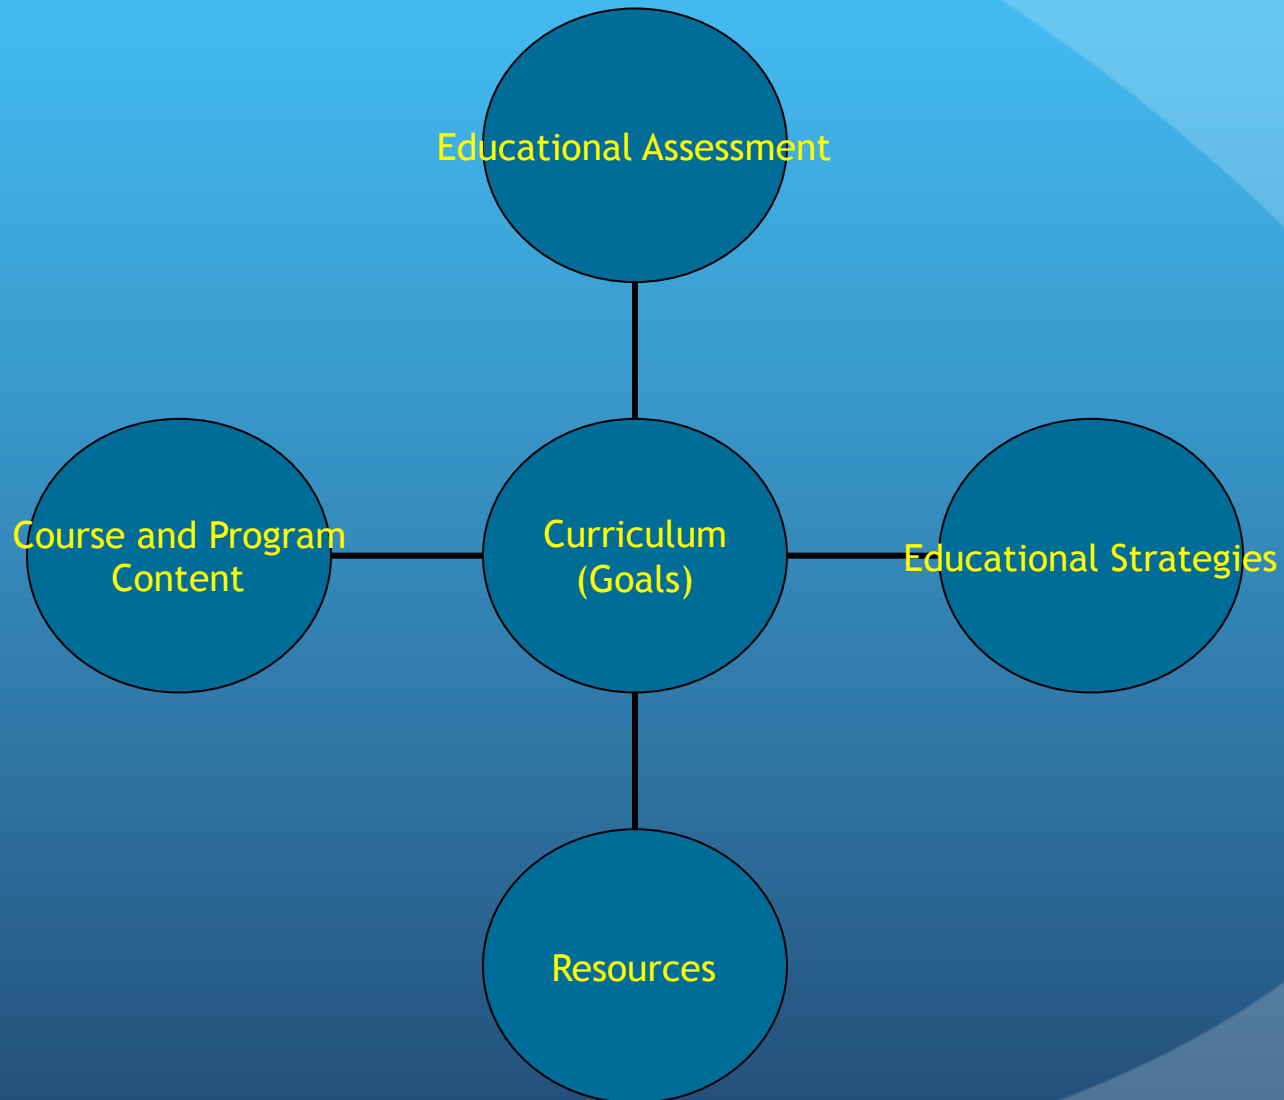 Educational Assessment
Course and Program
Content
Curriculum
(Goals)
Educational Strategies
Resources